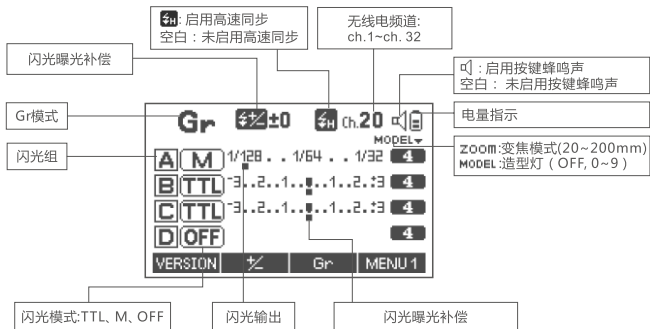 H: 启用高速同步
空白: 未启用高速同步
无线电频道:
ch.1~ch. 32
闪光曝光补偿
: 启用按键蜂鸣声
空白: 未启用按键蜂鸣声
Gr模式
Gr ±0 H Ch.20
电量指示
MODEL
闪光组
zoom:变焦模式(20~200mm)
MODEL:造型灯 ( OFF, 0~9 )
A M 1/128 . . 1/64 . . 1/32 4
B TTL -3..2..1..▪..1..2..+3 4
C TTL -3..2..1..▪..1..2..+3 4
D OFF 4
VERSION +/- Gr MENU 1
闪光模式:TTL、M、OFF
闪光输出
闪光曝光补偿